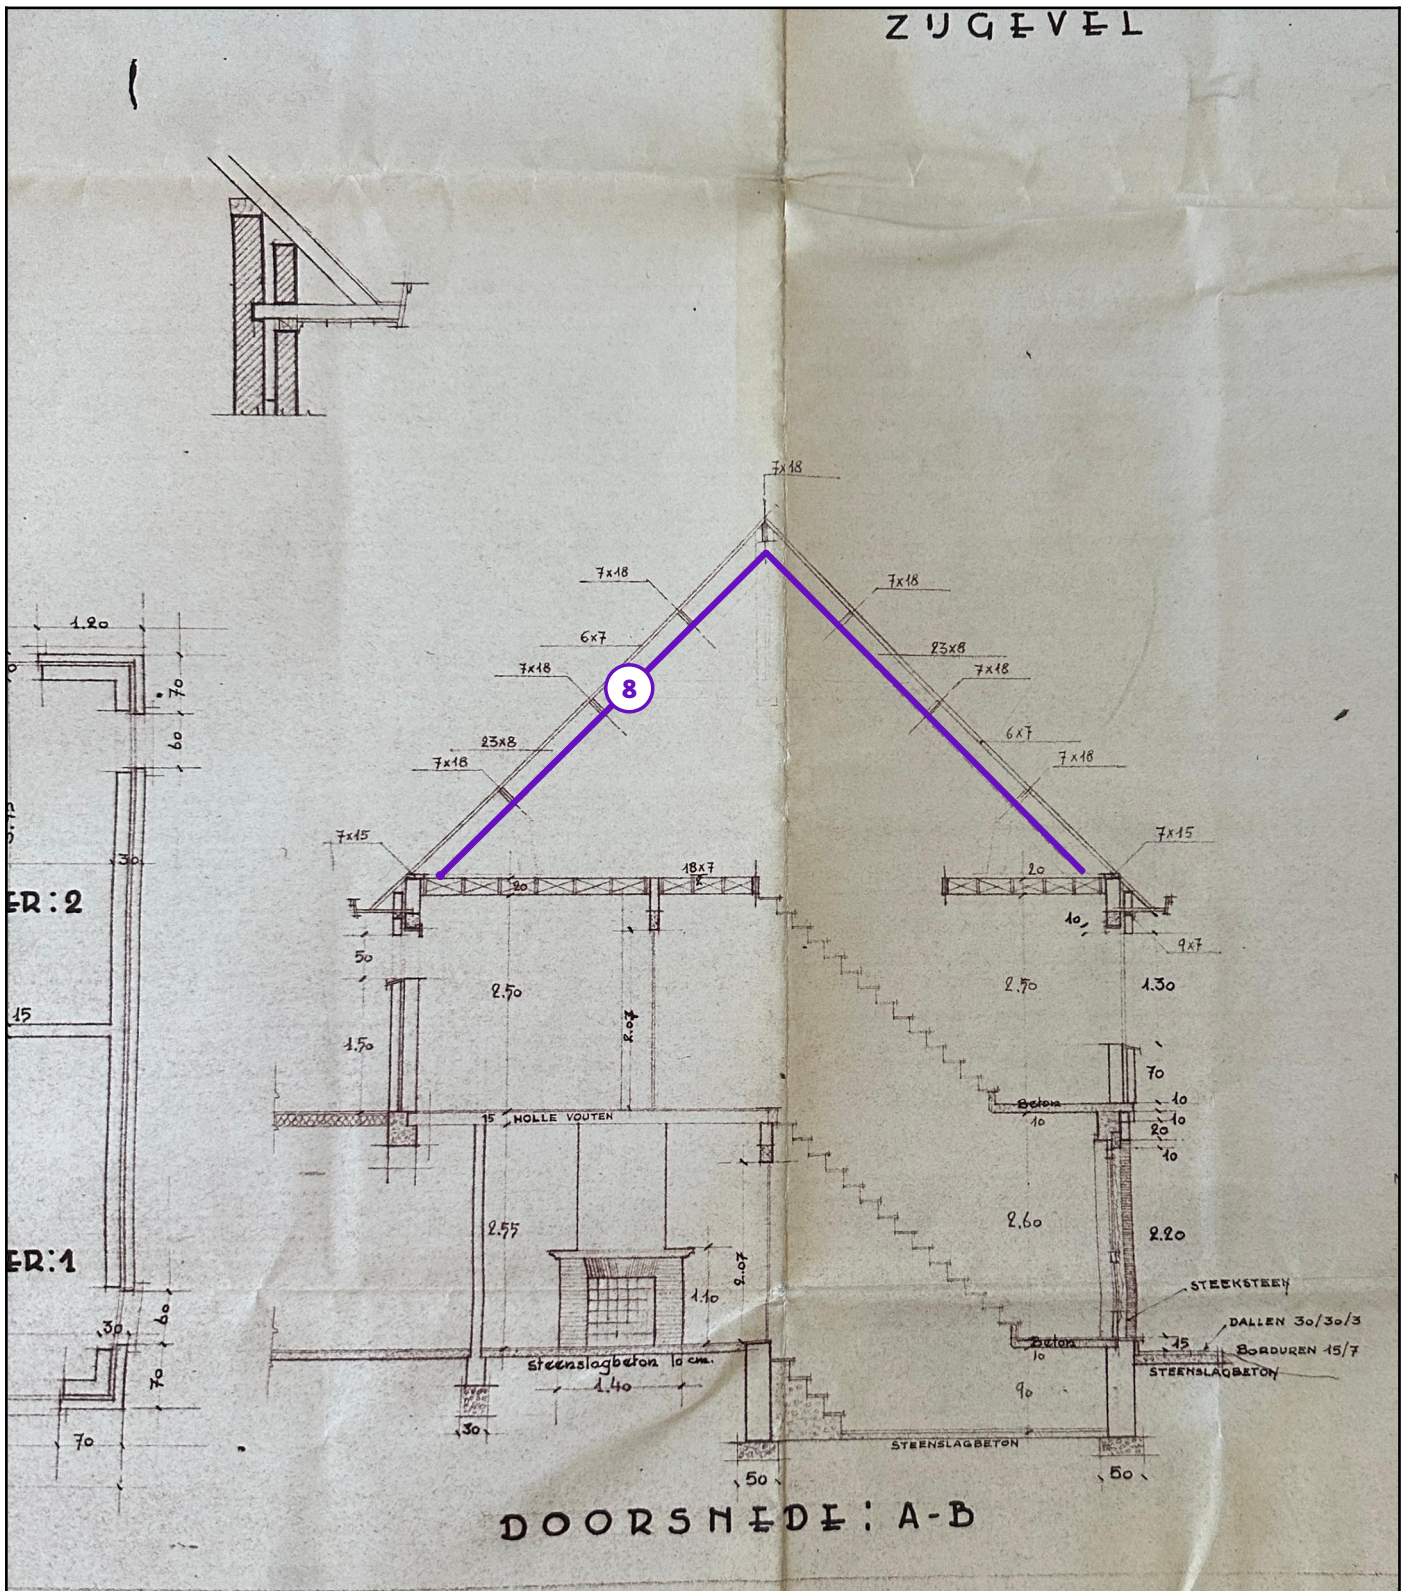 ZIJGEVEL
7x18
7x18
7x18
1.20
6x7
23x8
70
7x18
7x18
8
60
23x8
6x7
7x18
7x18
7x15
7x15
30
18x7
20
20
ER:2
10
9x7
50
2.50
2.50
1.30
15
2.07
1.50
70
Beton
10
10
15
HOLLE VOUTEN
10
20
10
2.55
2.60
2.20
ER:1
2.07
STEEKSTEEN
1.10
60
30
DALLEN 30/30/3
Beton
15
BORDUREN 15/7
10
Steenslagbeton 10 cm.
STEENSLAGBETON
70
1.40
90
30
70
STEENSLAGBETON
50
50
DOORSNEDE: A-B